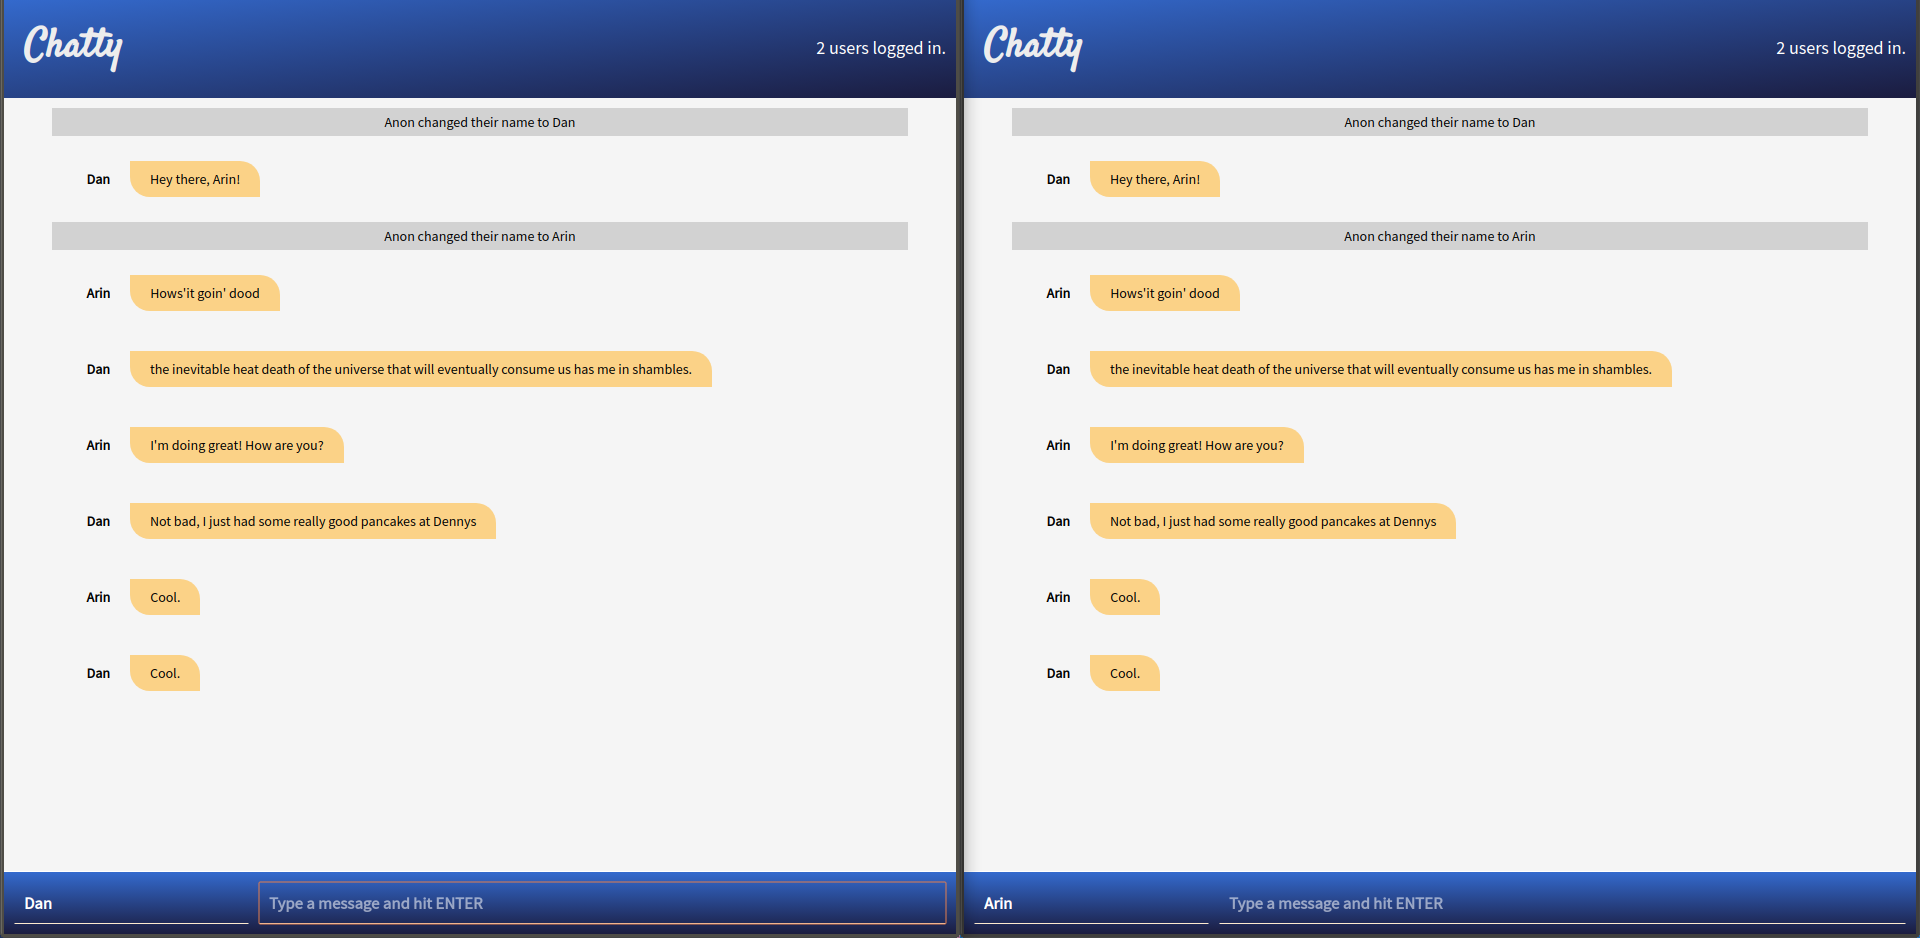 Chatty
2 users logged in.
Anon changed their name to Dan
Dan Hey there, Arin!
Anon changed their name to Arin
Arin Hows'it goin' dood
Dan the inevitable heat death of the universe that will eventually consume us has me in shambles.
Arin I'm doing great! How are you?
Dan Not bad, I just had some really good pancakes at Dennys
Arin Cool.
Dan Cool.
Dan Type a message and hit ENTER
Chatty
2 users logged in.
Anon changed their name to Dan
Dan Hey there, Arin!
Anon changed their name to Arin
Arin Hows'it goin' dood
Dan the inevitable heat death of the universe that will eventually consume us has me in shambles.
Arin I'm doing great! How are you?
Dan Not bad, I just had some really good pancakes at Dennys
Arin Cool.
Dan Cool.
Arin Type a message and hit ENTER